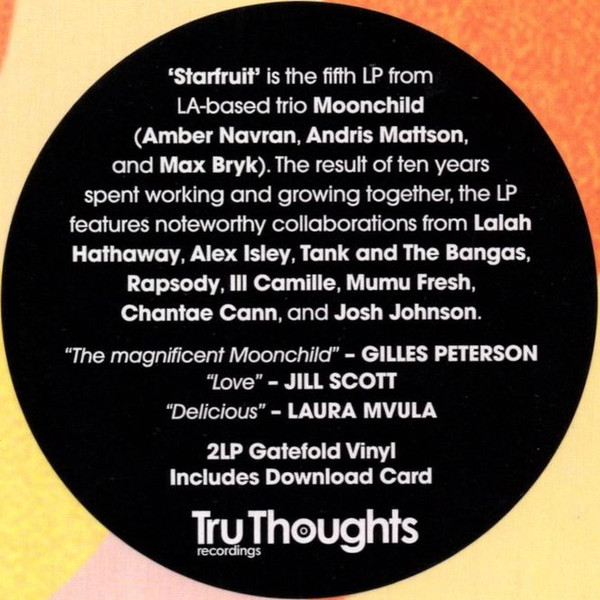 ‘Starfruit’ is the fifth LP from
LA-based trio Moonchild
(Amber Navran, Andris Mattson,
and Max Bryk). The result of ten years
spent working and growing together, the LP
features noteworthy collaborations from Lalah
Hathaway, Alex Isley, Tank and The Bangas,
Rapsody, Ill Camille, Mumu Fresh,
Chantae Cann, and Josh Johnson.
“The magnificent Moonchild” – GILLES PETERSON
“Love” – JILL SCOTT
“Delicious” – LAURA MVULA
2LP Gatefold Vinyl
Includes Download Card
Tru Thoughts
recordings